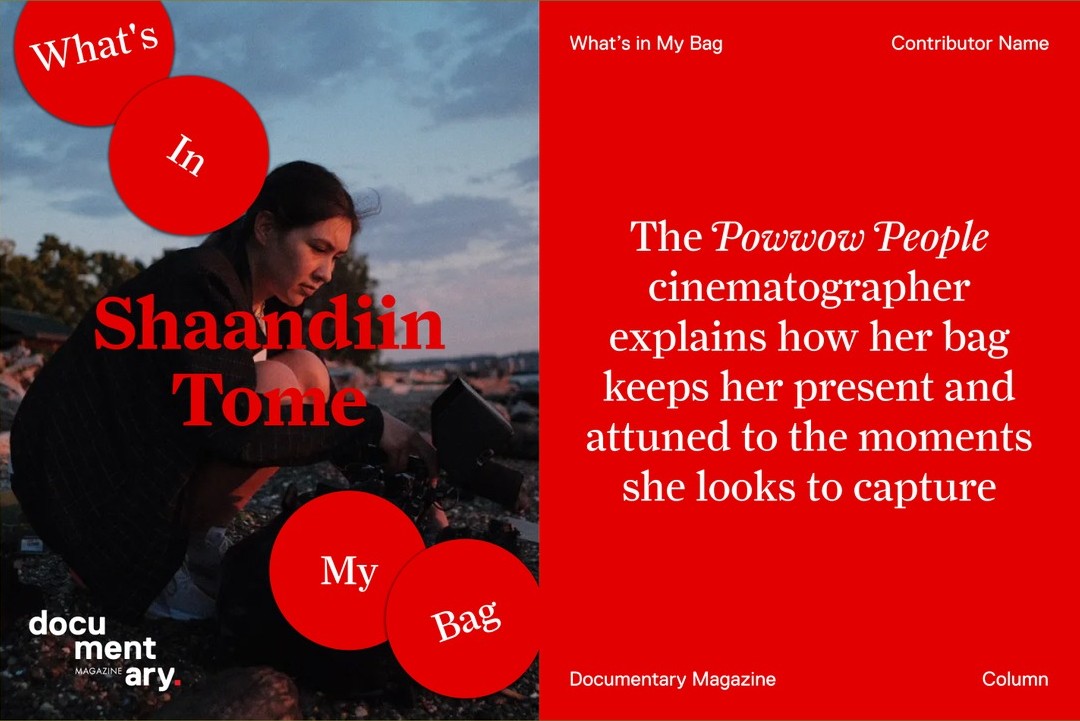 What's
In
Shaandiin
Tome
My
Bag
docu
ment
MAGAZINE
ary.
What's in My Bag
Contributor Name
The Powwow People
cinematographer
explains how her bag
keeps her present and
attuned to the moments
she looks to capture
Documentary Magazine
Column